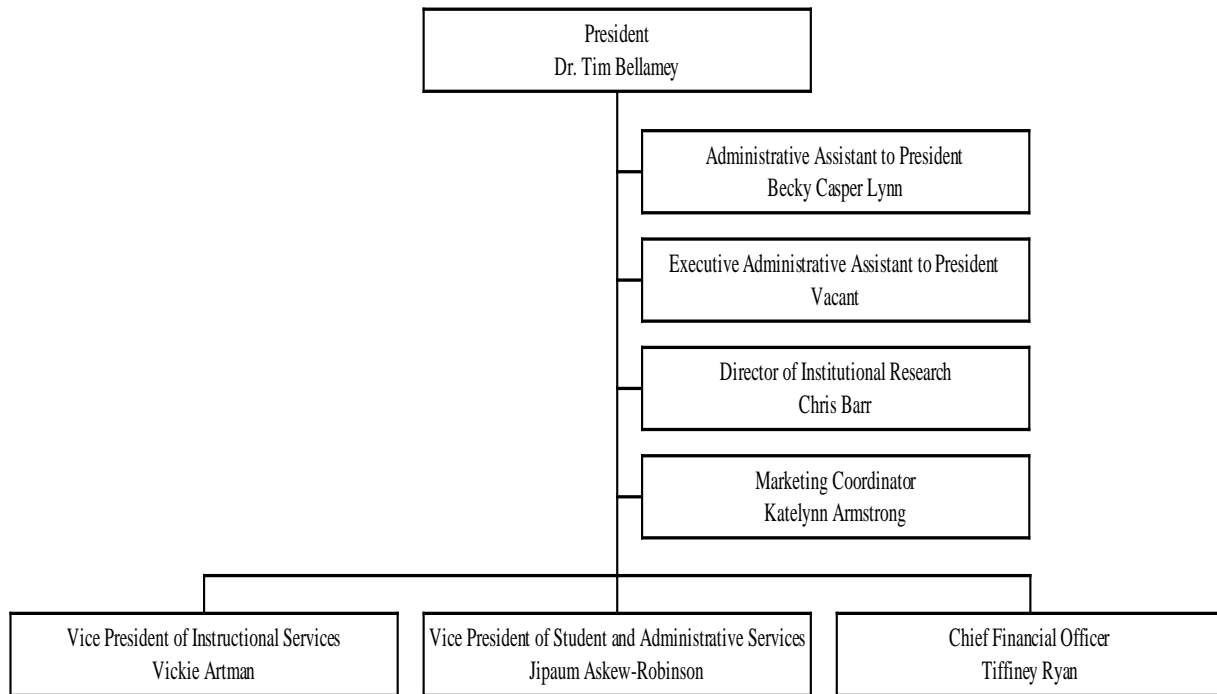 President
Dr. Tim Bellamey
Administrative Assistant to President
Becky Casper Lynn
Executive Administrative Assistant to President
Vacant
Director of Institutional Research
Chris Barr
Marketing Coordinator
Katelynn Armstrong
Vice President of Instructional Services
Vickie Artman
Vice President of Student and Administrative Services
Jipaum Askew-Robinson
Chief Financial Officer
Tiffiney Ryan